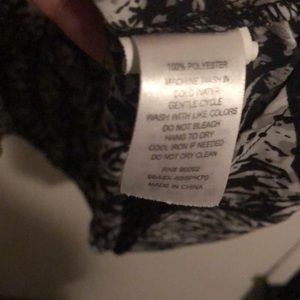 100% POLYESTER
MACHINE WASH IN
COLD WATER
GENTLE CYCLE
WASH WITH LIKE COLORS
DO NOT BLEACH
HANG TO DRY
COOL IRON IF NEEDED
DO NOT DRY CLEAN
RN#
MADE IN CHINA